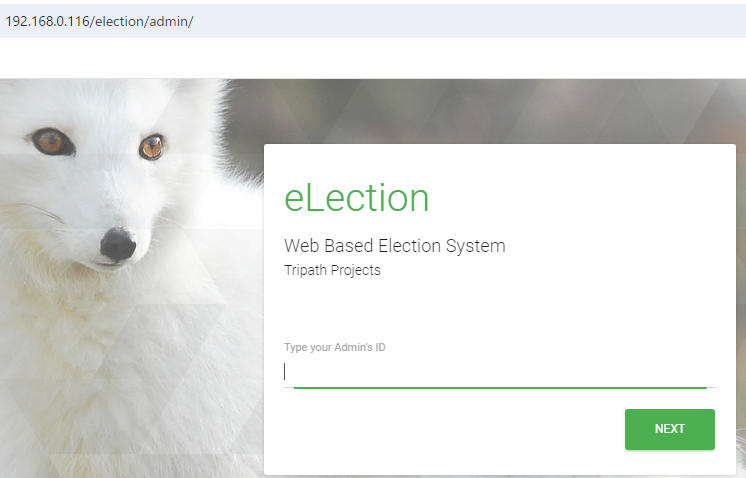 192.168.0.116/election/admin/
eLection
Web Based Election System
Tripath Projects
Type your Admin's ID
NEXT